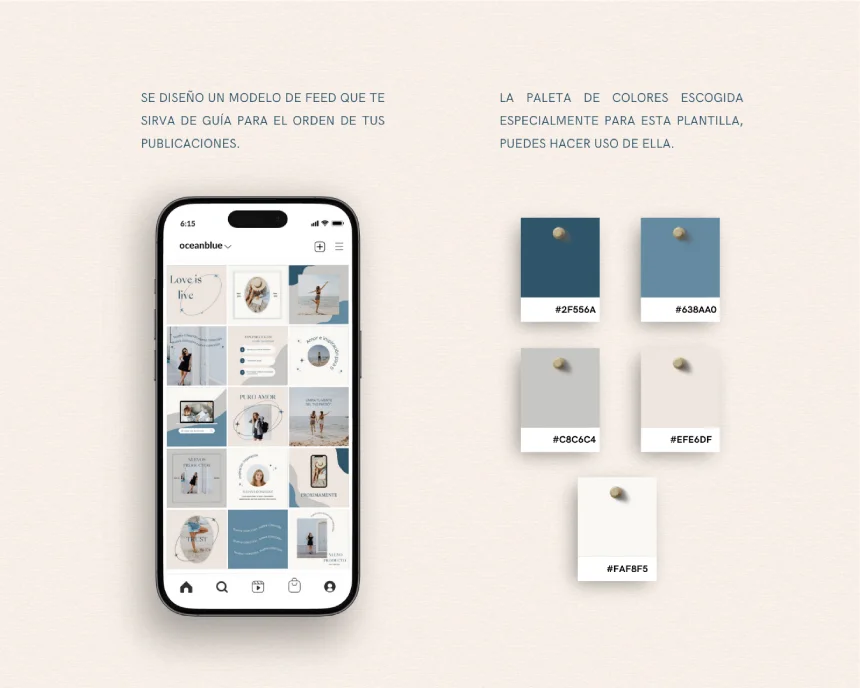 SE DISEÑO UN MODELO DE FEED QUE TE
SIRVA DE GUÍA PARA EL ORDEN DE TUS
PUBLICACIONES.
LA PALETA DE COLORES ESCOGIDA
ESPECIALMENTE PARA ESTA PLANTILLA,
PUEDES HACER USO DE ELLA.
6:15
oceanblue
Love is
live
PURO AMOR
TRUST
#2F556A
#638AA0
#C8C6C4
#EFE6DF
#FAF8F5